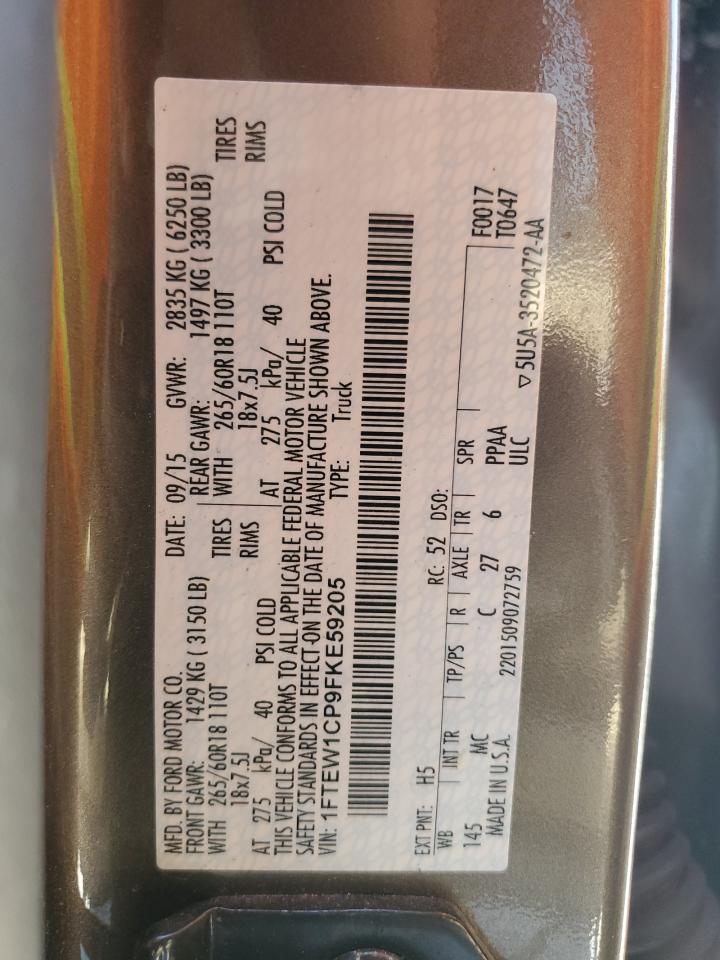 MFD. BY FORD MOTOR CO. DATE: 09/15 GVWR: 2835 KG ( 6250 LB)
FRONT GAWR: 1429 KG ( 3150 LB) REAR GAWR: 1497 KG ( 3300 LB)
WITH 265/60R18 110T TIRES WITH 265/60R18 110T TIRES
18x7.5J RIMS 18x7.5J RIMS
AT 275 kPa/ 40 PSI COLD AT 275 kPa/ 40 PSI COLD
THIS VEHICLE CONFORMS TO ALL APPLICABLE FEDERAL MOTOR VEHICLE
SAFETY STANDARDS IN EFFECT ON THE DATE OF MANUFACTURE SHOWN ABOVE.
VIN: 1FTEW1CP9FKE59205 TYPE: Truck
EXT PNT: H5 RC: 52 DSO:
WB INT TR TP/PS R AXLE TR SPR F0017
145 MC C 27 6 PPAA T0647
MADE IN U.S.A. 2201509072759 ULC ▽5U5A-3520472-AA